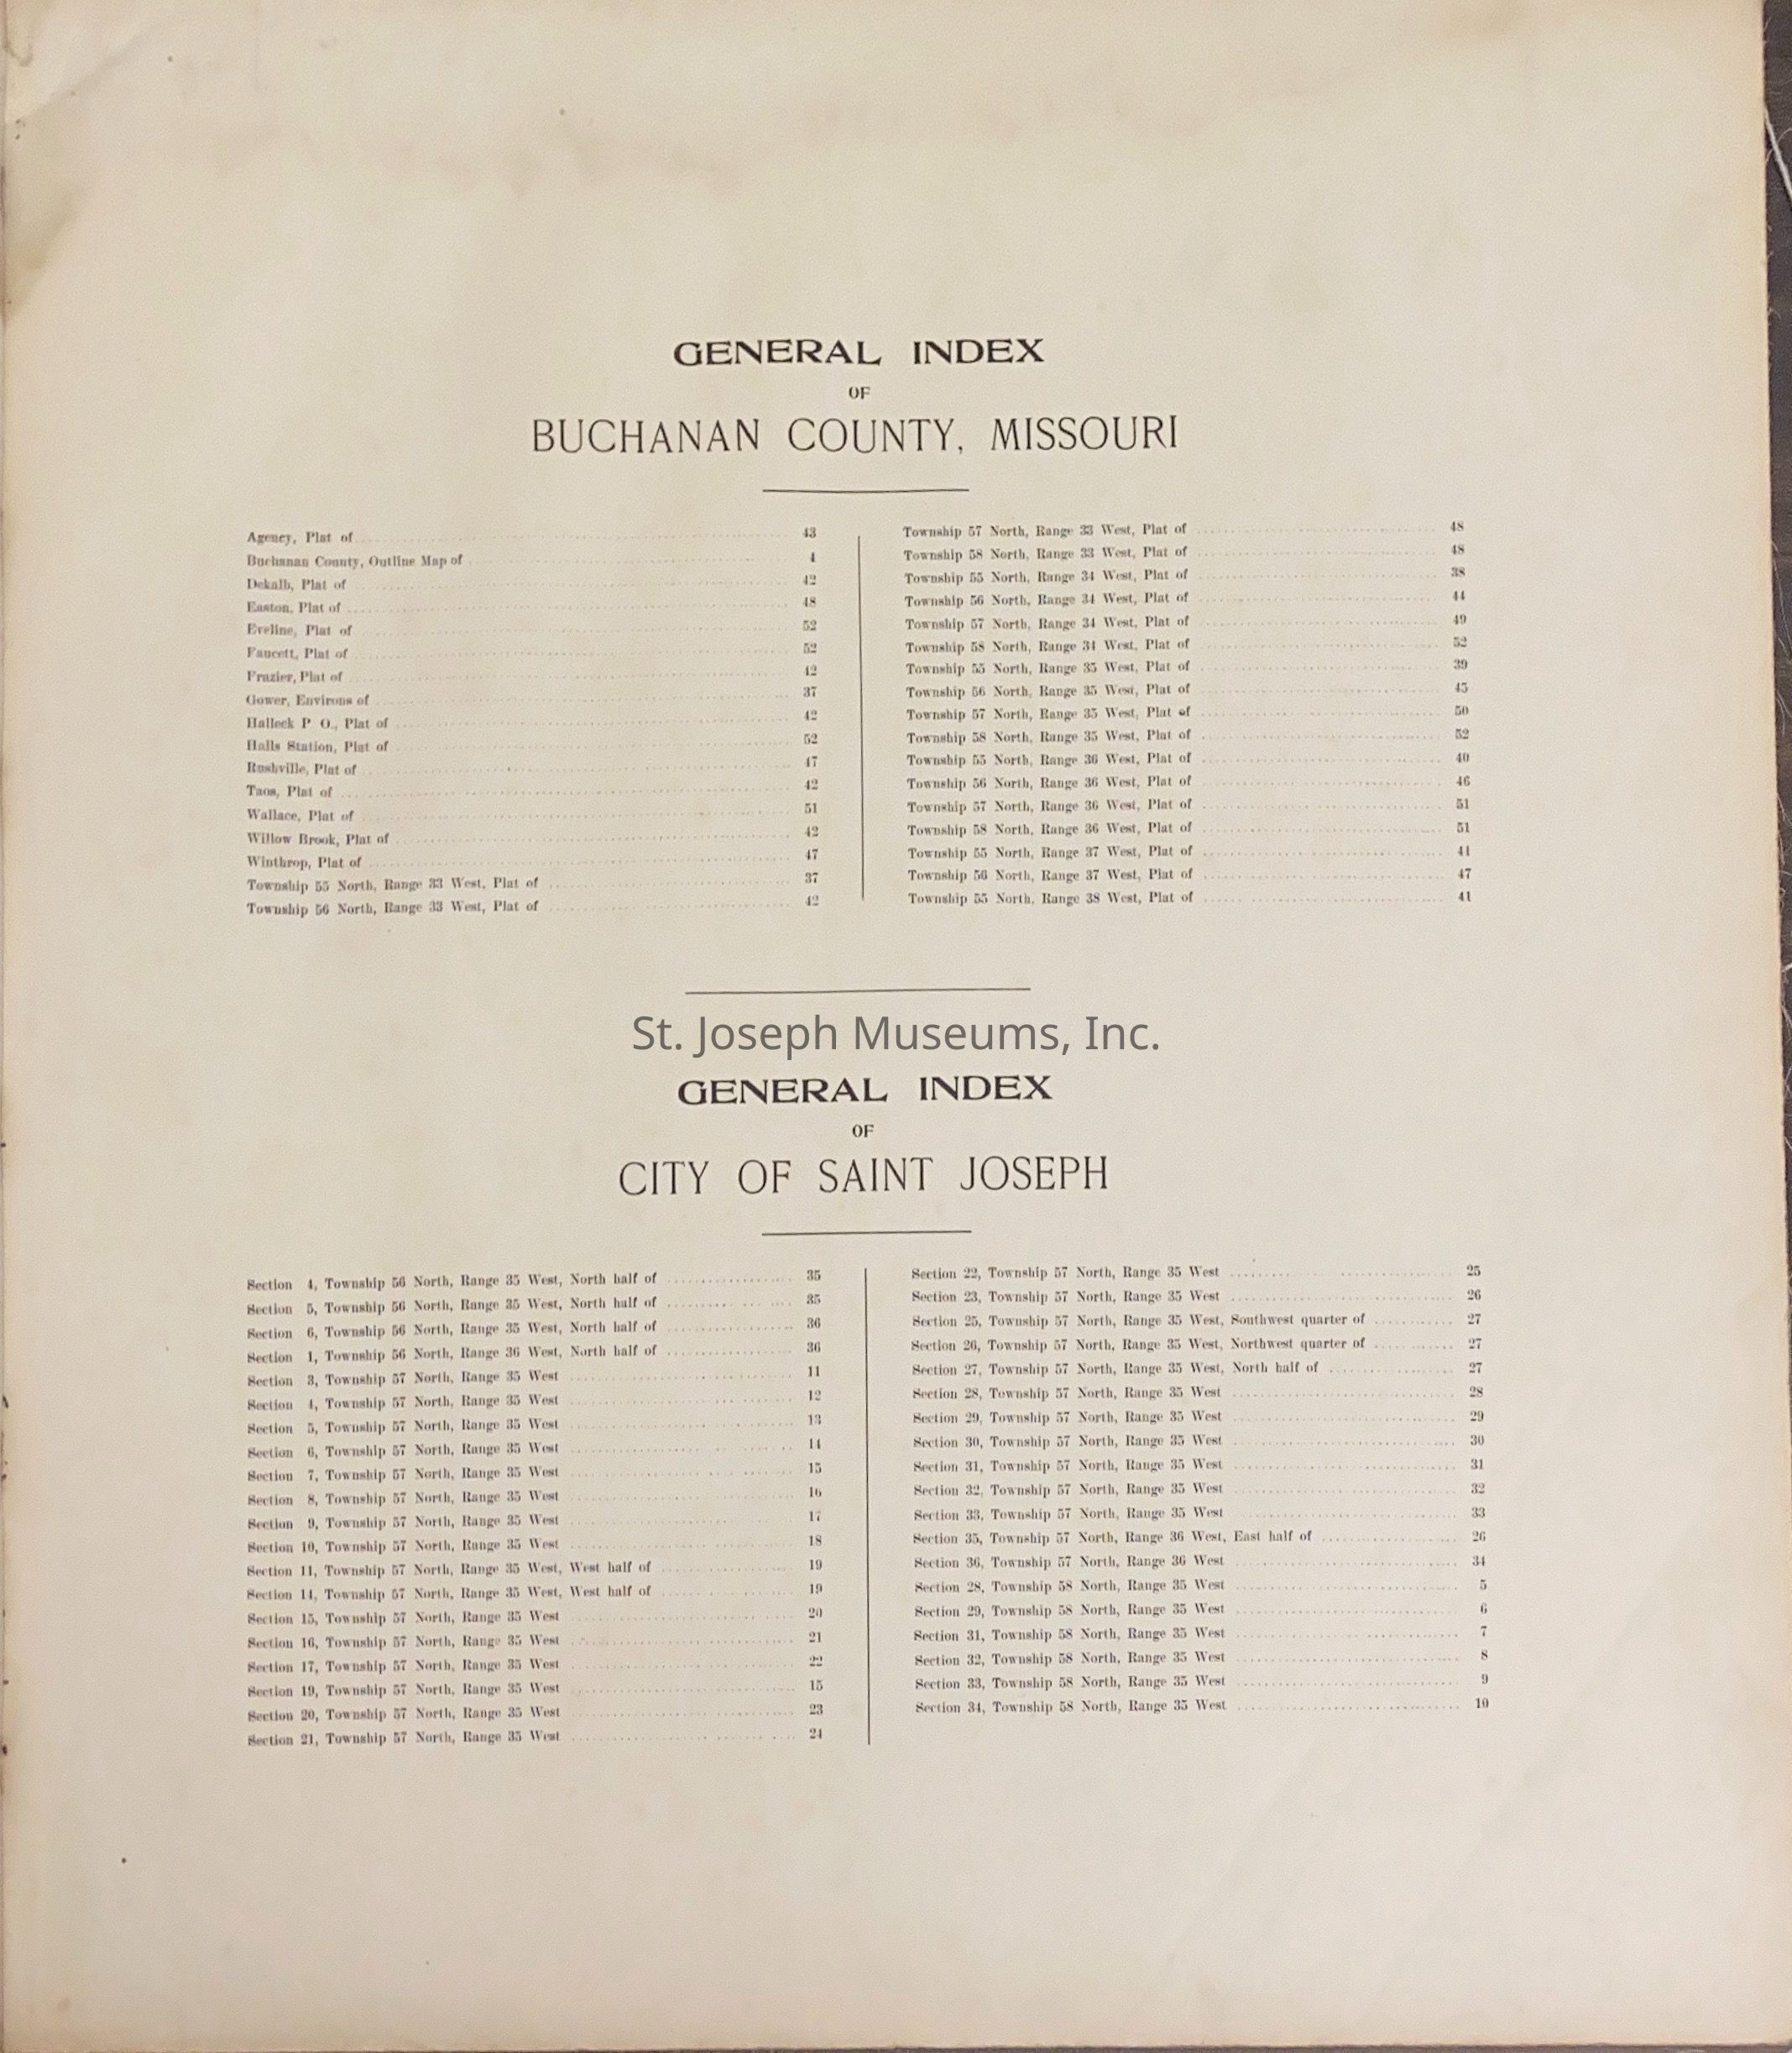 GENERAL INDEX
OF
BUCHANAN COUNTY, MISSOURI
Agency, Plat of 43
Buchanan County, Outline Map of 4
Dekalb, Plat of 42
Easton, Plat of 48
Eveline, Plat of 52
Faucett, Plat of 52
Frazier, Plat of 42
Gower, Environs of 37
Halleck P O., Plat of 42
Halls Station, Plat of 52
Rushville, Plat of 47
Taos, Plat of 42
Wallace, Plat of 51
Willow Brook, Plat of 42
Winthrop, Plat of 47
Township 55 North, Range 33 West, Plat of 37
Township 56 North, Range 33 West, Plat of 42
Township 57 North, Range 33 West, Plat of 48
Township 58 North, Range 33 West, Plat of 48
Township 55 North, Range 34 West, Plat of 38
Township 56 North, Range 34 West, Plat of 44
Township 57 North, Range 34 West, Plat of 49
Township 58 North, Range 34 West, Plat of 52
Township 55 North, Range 35 West, Plat of 39
Township 56 North, Range 35 West, Plat of 45
Township 57 North, Range 35 West, Plat of 50
Township 58 North, Range 35 West, Plat of 52
Township 55 North, Range 36 West, Plat of 40
Township 56 North, Range 36 West, Plat of 46
Township 57 North, Range 36 West, Plat of 51
Township 58 North, Range 36 West, Plat of 51
Township 55 North, Range 37 West, Plat of 41
Township 56 North, Range 37 West, Plat of 47
Township 55 North, Range 38 West, Plat of 41
St. Joseph Museums, Inc.
GENERAL INDEX
OF
CITY OF SAINT JOSEPH
Section 4, Township 56 North, Range 35 West, North half of 35
Section 5, Township 56 North, Range 35 West, North half of 35
Section 6, Township 56 North, Range 35 West, North half of 36
Section 1, Township 56 North, Range 36 West, North half of 36
Section 3, Township 57 North, Range 35 West 11
Section 4, Township 57 North, Range 35 West 12
Section 5, Township 57 North, Range 35 West 13
Section 6, Township 57 North, Range 35 West 14
Section 7, Township 57 North, Range 35 West 15
Section 8, Township 57 North, Range 35 West 16
Section 9, Township 57 North, Range 35 West 17
Section 10, Township 57 North, Range 35 West 18
Section 11, Township 57 North, Range 35 West, West half of 19
Section 14, Township 57 North, Range 35 West, West half of 19
Section 15, Township 57 North, Range 35 West 20
Section 16, Township 57 North, Range 35 West 21
Section 17, Township 57 North, Range 35 West 22
Section 19, Township 57 North, Range 35 West 15
Section 20, Township 57 North, Range 35 West 23
Section 21, Township 57 North, Range 35 West 24
Section 22, Township 57 North, Range 35 West 25
Section 23, Township 57 North, Range 35 West 26
Section 25, Township 57 North, Range 35 West, Southwest quarter of 27
Section 26, Township 57 North, Range 35 West, Northwest quarter of 27
Section 27, Township 57 North, Range 35 West, North half of 27
Section 28, Township 57 North, Range 35 West 28
Section 29, Township 57 North, Range 35 West 29
Section 30, Township 57 North, Range 35 West 30
Section 31, Township 57 North, Range 35 West 31
Section 32, Township 57 North, Range 35 West 32
Section 33, Township 57 North, Range 35 West 33
Section 35, Township 57 North, Range 36 West, East half of 26
Section 36, Township 57 North, Range 36 West 34
Section 28, Township 58 North, Range 35 West 5
Section 29, Township 58 North, Range 35 West 6
Section 31, Township 58 North, Range 35 West 7
Section 32, Township 58 North, Range 35 West 8
Section 33, Township 58 North, Range 35 West 9
Section 34, Township 58 North, Range 35 West 10